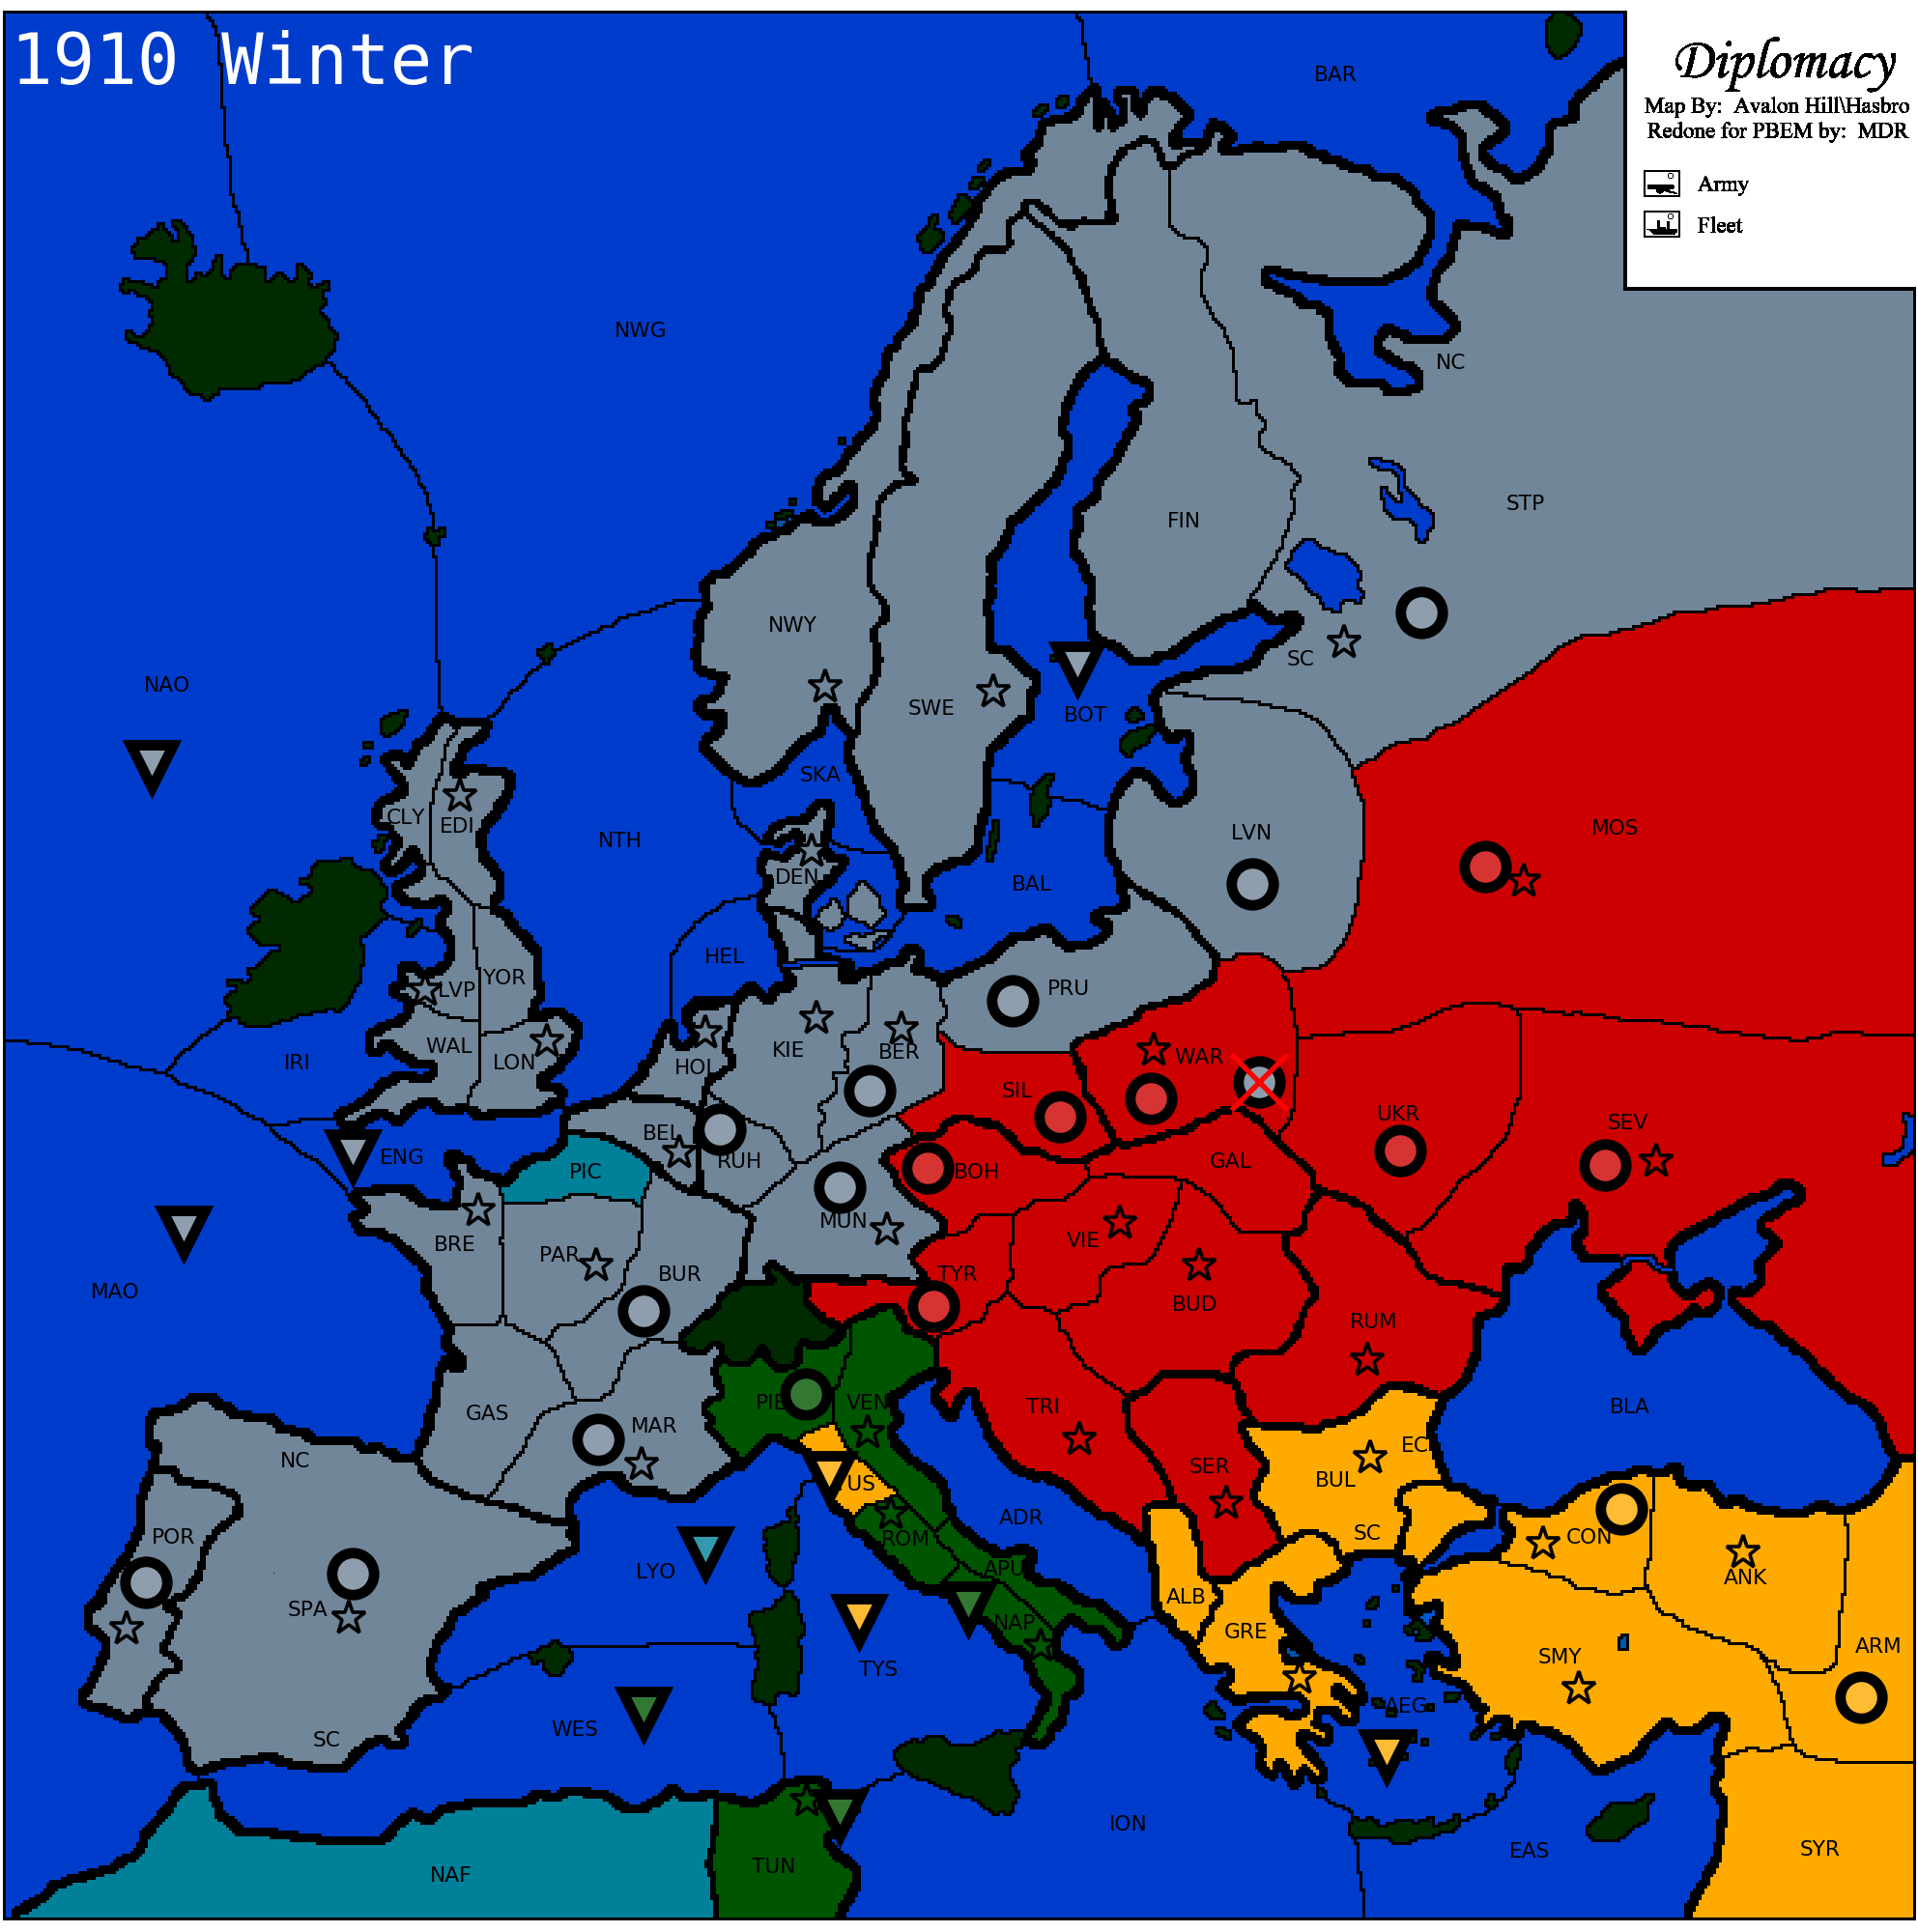 1910 Winter
Diplomacy
Map By: Avalon Hill\Hasbro
Redone for PBEM by: MDR
Army
Fleet
BAR
NWG
NC
STP
FIN
NWY
SC
NAO
SWE
BOT
SKA
CLY
EDI
NTH
LVN
MOS
DEN
BAL
HEL
YOR
LVP
PRU
WAL
LON
IRI
HOL
KIE
BER
SIL
WAR
UKR
SEV
BEL
ENG
PIC
RUH
BOH
GAL
MUN
BRE
PAR
VIE
MAO
BUR
TYR
BUD
RUM
GAS
MAR
PIE
VEN
TRI
BLA
NC
ECI
SER
BUL
US
ADR
SC
CON
POR
ROM
LYO
APU
ANK
ALB
SPA
NAP
GRE
ARM
TYS
SMY
AEG
WES
SC
ION
EAS
SYR
NAF
TUN